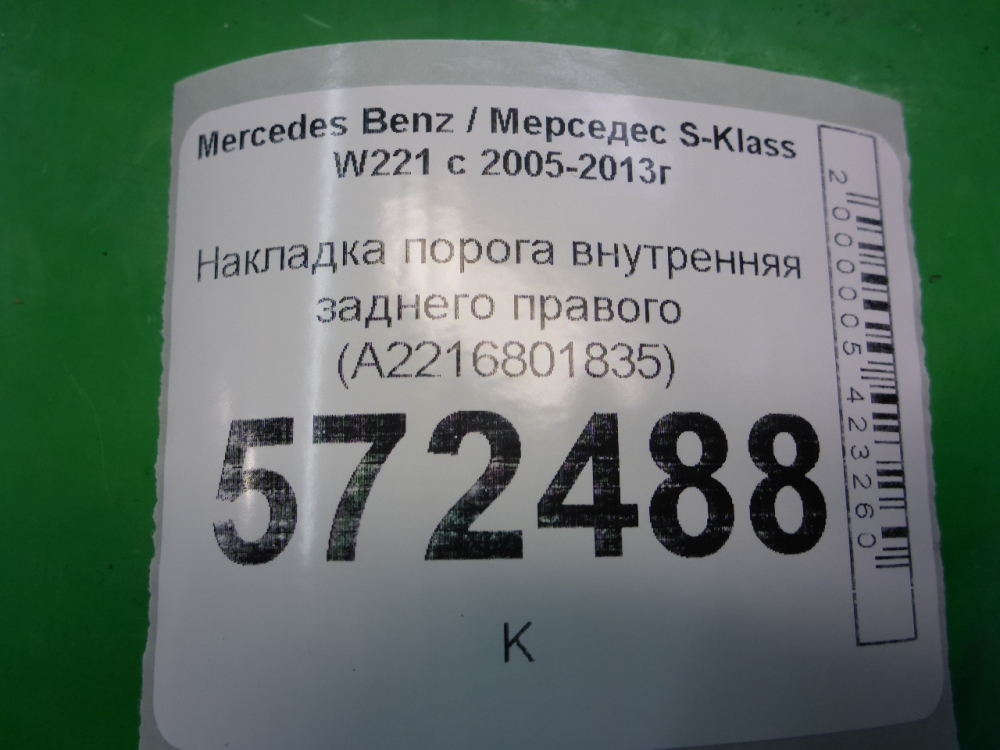 Mercedes Benz / Мерседес S-Klass
W221 с 2005-2013г
Накладка порога внутренняя
заднего правого
(A2216801835)
572488
K
2000005423260